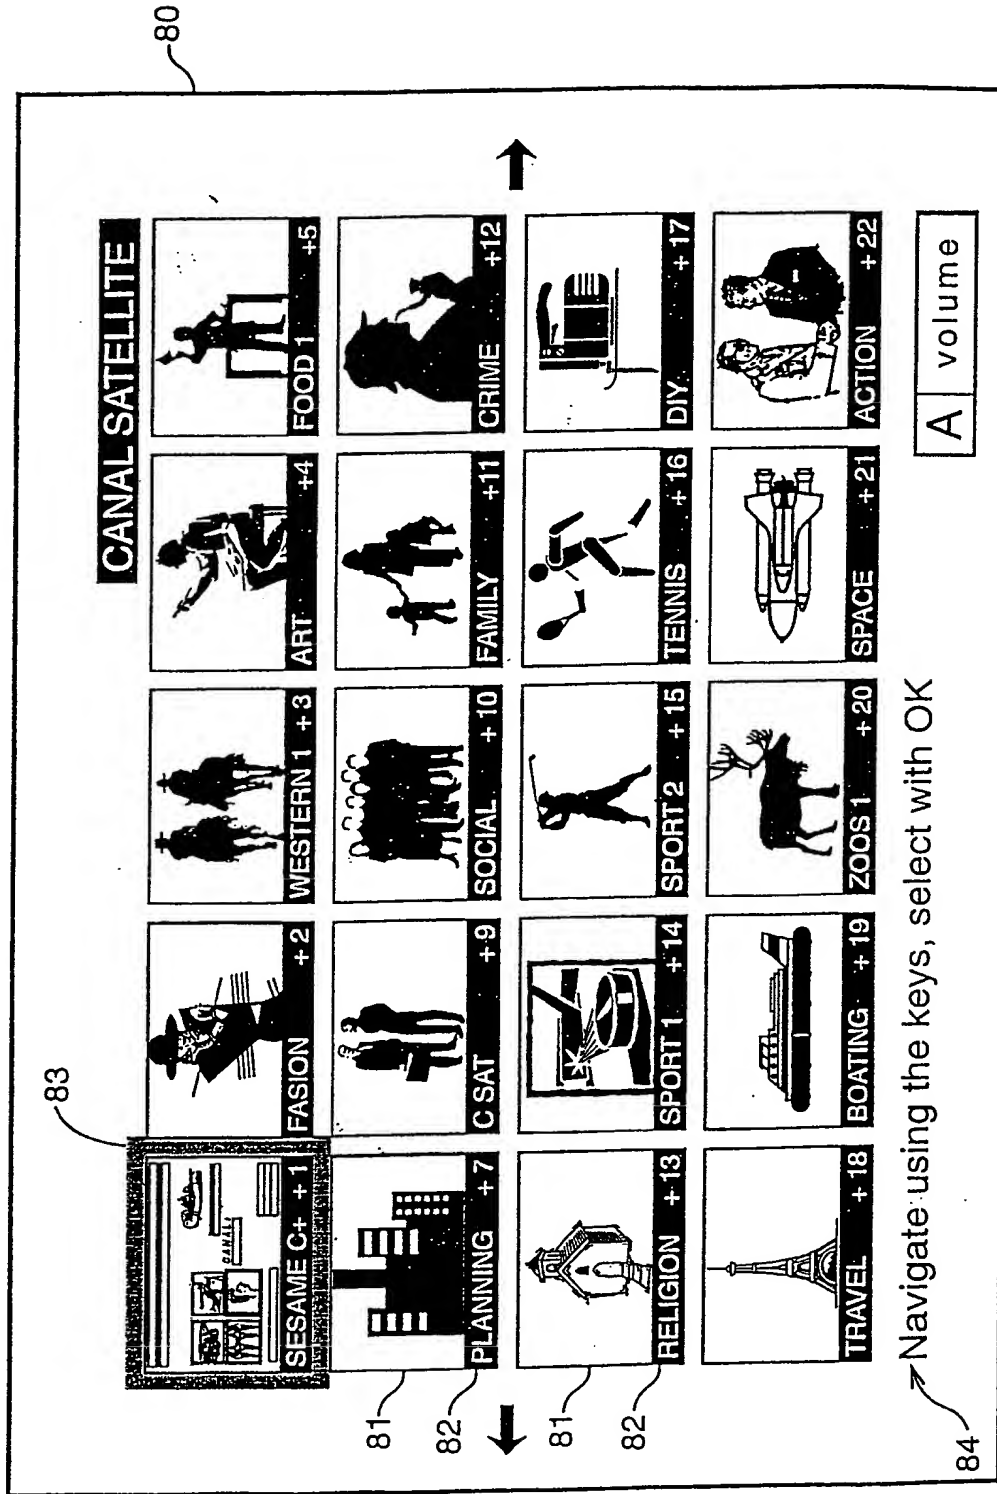 80
CANAL SATELLITE
83
SESAME C+ +1
FASION +2
WESTERN 1 +3
ART +4
FOOD 1 +5
PLANNING +7
C SAT +9
SOCIAL +10
FAMILY +11
CRIME +12
81
82
RELIGION +13
SPORT 1 +14
SPORT 2 +15
TENNIS +16
DIY +17
81
82
TRAVEL +18
BOATING +19
ZOOS 1 +20
SPACE +21
ACTION +22
Navigate using the keys, select with OK
A volume
84